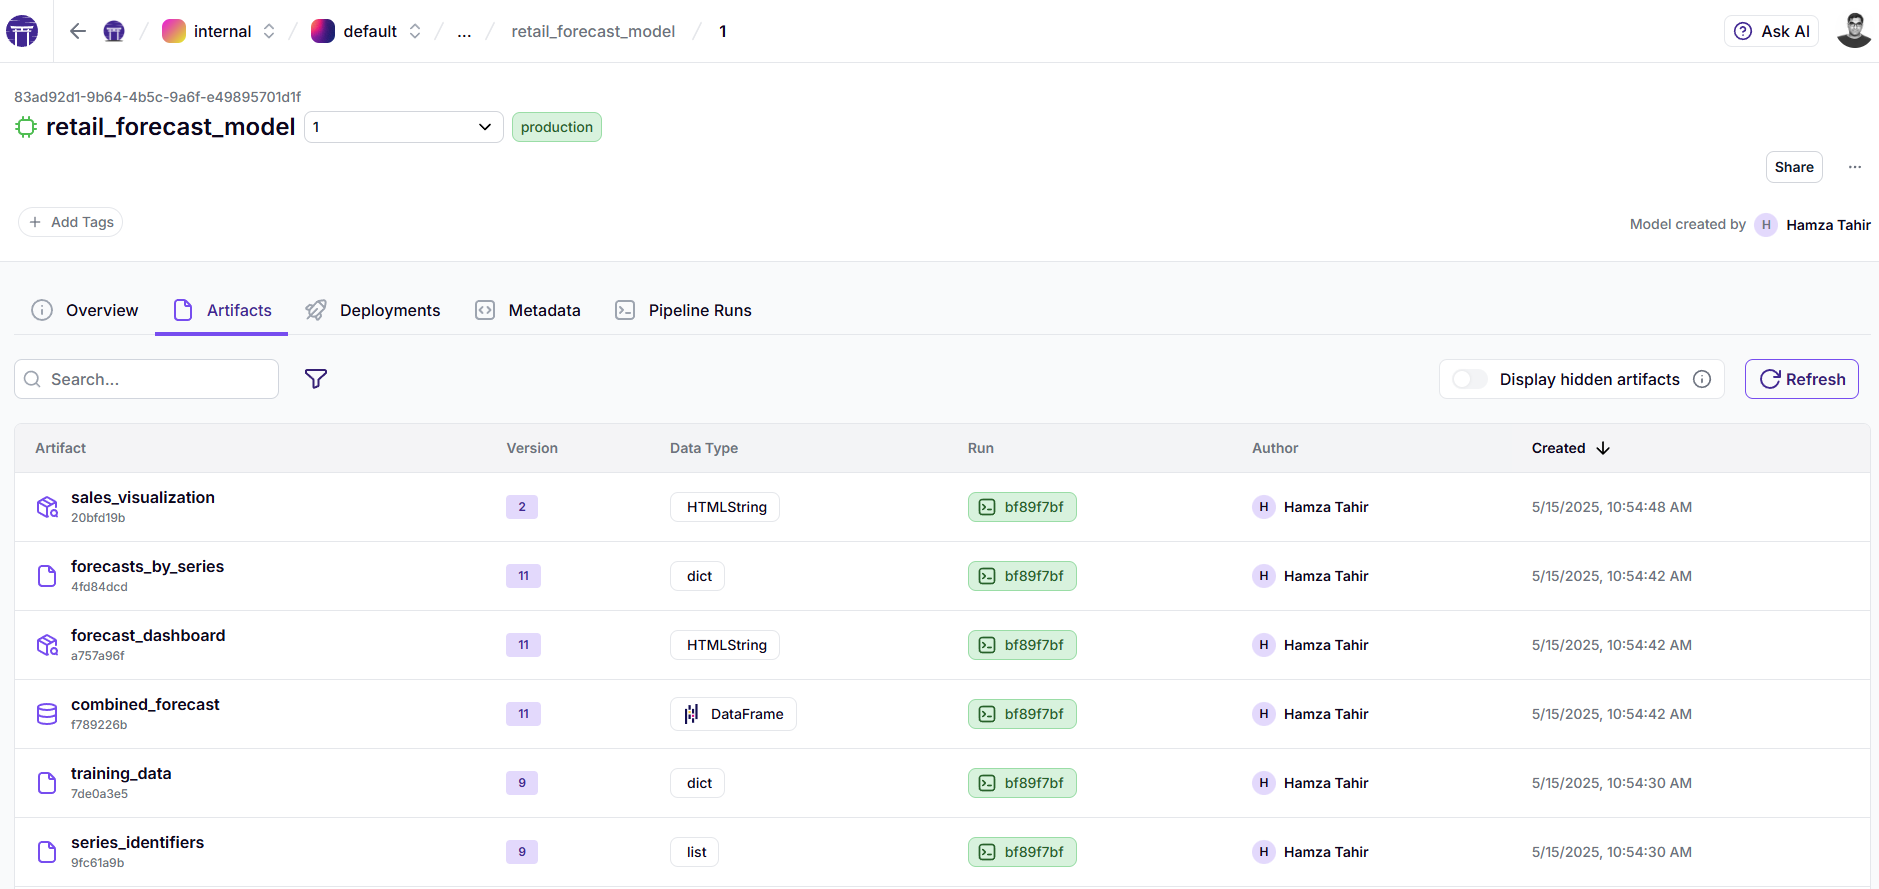 internal / default / ... / retail_forecast_model / 1
Ask AI
83ad92d1-9b64-4b5c-9a6f-e49895701d1f
retail_forecast_model 1 production
Share ...
+ Add Tags
Model created by H Hamza Tahir
Overview Artifacts Deployments Metadata Pipeline Runs
Search...
Display hidden artifacts Refresh
Artifact Version Data Type Run Author Created
sales_visualization 2 HTMLString bf89f7bf H Hamza Tahir 5/15/2025, 10:54:48 AM
20bfd19b
forecasts_by_series 11 dict bf89f7bf H Hamza Tahir 5/15/2025, 10:54:42 AM
4fd84dcd
forecast_dashboard 11 HTMLString bf89f7bf H Hamza Tahir 5/15/2025, 10:54:42 AM
a757a96f
combined_forecast 11 DataFrame bf89f7bf H Hamza Tahir 5/15/2025, 10:54:42 AM
f789226b
training_data 9 dict bf89f7bf H Hamza Tahir 5/15/2025, 10:54:30 AM
7de0a3e5
series_identifiers 9 list bf89f7bf H Hamza Tahir 5/15/2025, 10:54:30 AM
9fc61a9b